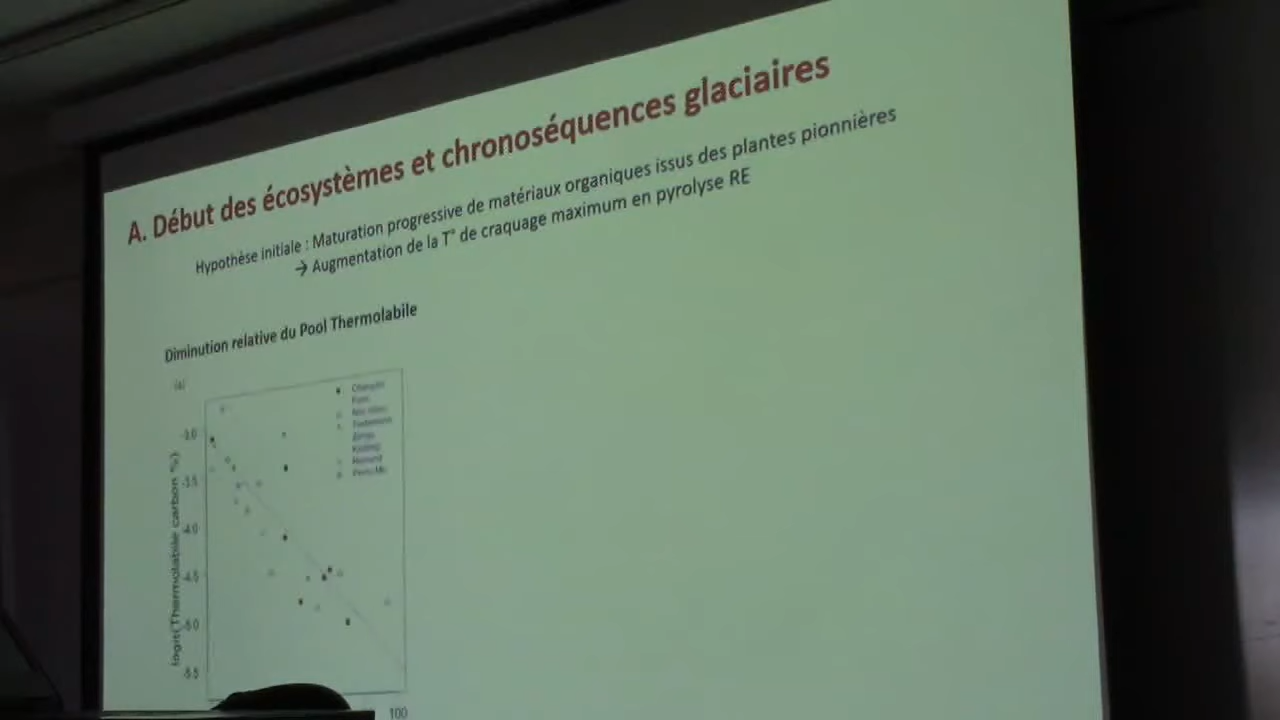 A. Début des écosystèmes et chronoséquences glaciaires
Hypothèse initiale : Maturation progressive de matériaux organiques issus des plantes pionnières
→ Augmentation de la T° de craquage maximum en pyrolyse RE
Diminution relative du Pool Thermolabile
(a)
logit(Thermolabile carbon %)
-3.0
-3.5
-4.0
-4.5
-5.0
-5.5
100